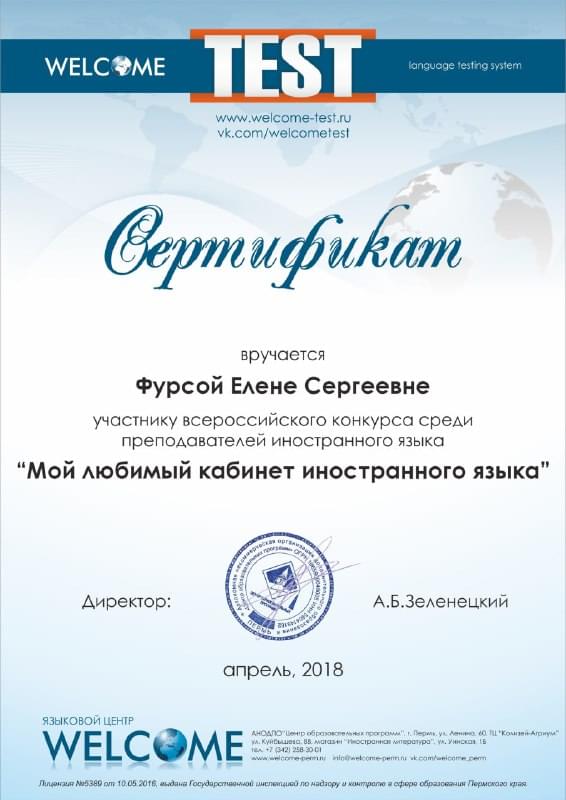 WELCOME
TEST
language testing system
www.welcome-test.ru
vk.com/welcometest
Сертификат
вручается
Фурсой Елене Сергеевне
участнику всероссийского конкурса среди
преподавателей иностранного языка
“Мой любимый кабинет иностранного языка”
Директор:
А.Б.Зеленецкий
ПЕРМЬ
апрель, 2018
ЯЗЫКОВОЙ ЦЕНТР
WELCOME
АНОДПО"Центр образовательных программ", г. Пермь, ул. Ленина, 60, ТЦ "Колизей-Атриум"
ул. Куйбышева, 88, магазин "Иностранная литература", ул. Уинская, 1Б
тел. +7 (342) 258-30-01
www.welcome-perm.ru info@welcome-perm.ru vk.com/welcome_perm
Лицензия №5389 от 10.05.2016, выдана Государственной инспекцией по надзору и контролю в сфере образования Пермского края.